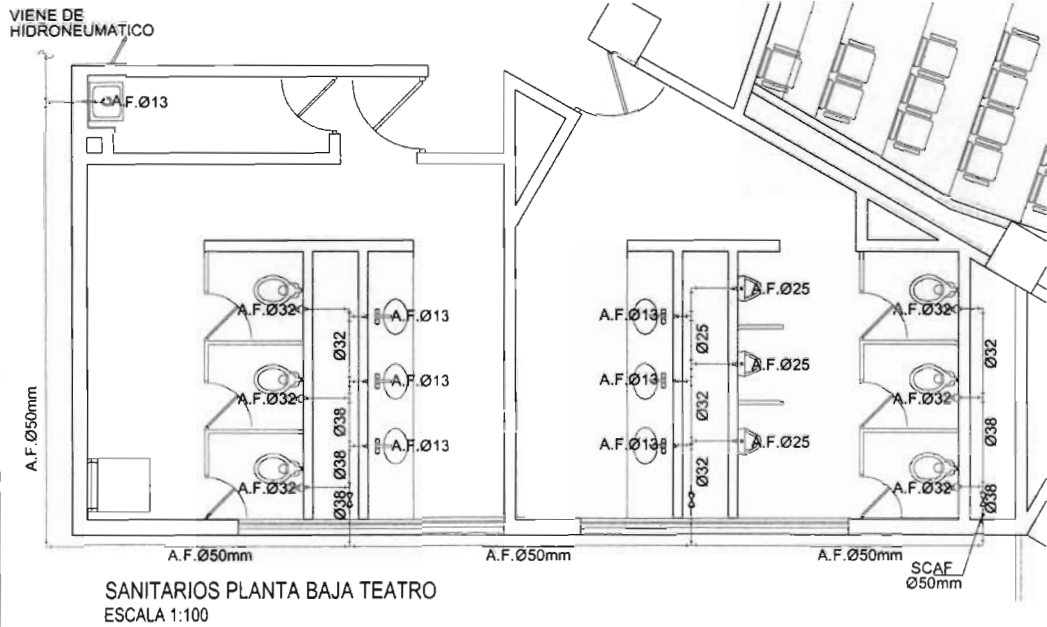 VIENE DE
HIDRONEUMATICO
A.F.Ø13
A.F.Ø50mm
A.F.Ø32
A.F.Ø32
A.F.Ø32
Ø32
Ø38
Ø38
Ø38
A.F.Ø13
A.F.Ø13
A.F.Ø13
A.F.Ø13
A.F.Ø13
A.F.Ø13
Ø25
Ø32
Ø32
A.F.Ø25
A.F.Ø25
A.F.Ø25
A.F.Ø32
A.F.Ø32
A.F.Ø32
Ø32
Ø38
Ø38
A.F.Ø50mm
A.F.Ø50mm
A.F.Ø50mm
SCAF
Ø50mm
SANITARIOS PLANTA BAJA TEATRO
ESCALA 1:100